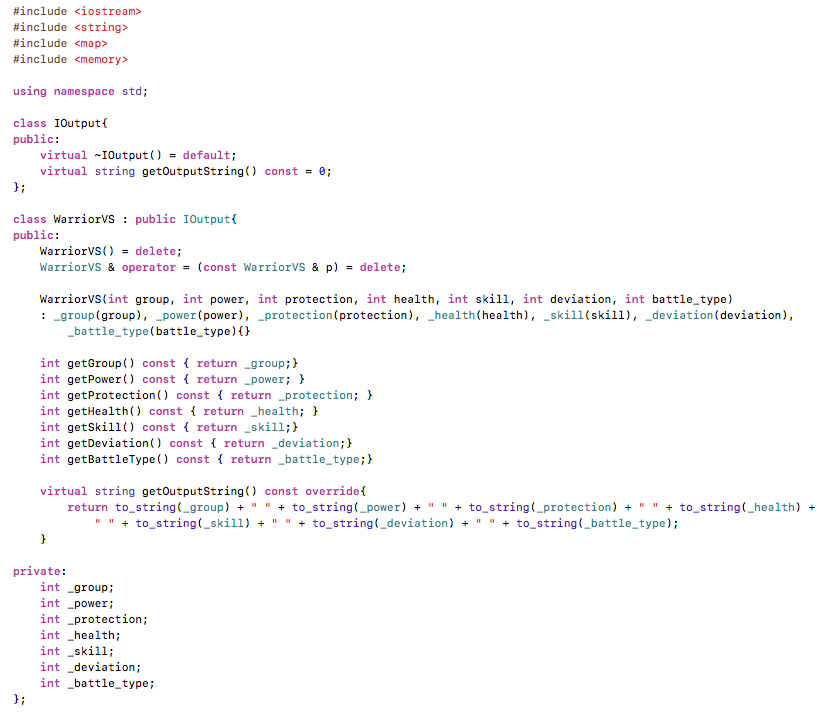 #include <iostream>
#include <string>
#include <map>
#include <memory>

using namespace std;

class IOutput{
public:
    virtual ~IOutput() = default;
    virtual string getOutputString() const = 0;
};

class WarriorVS : public IOutput{
public:
    WarriorVS() = delete;
    WarriorVS & operator = (const WarriorVS & p) = delete;

    WarriorVS(int group, int power, int protection, int health, int skill, int deviation, int battle_type)
    : _group(group), _power(power), _protection(protection), _health(health), _skill(skill), _deviation(deviation),
        _battle_type(battle_type){}

    int getGroup() const { return _group;}
    int getPower() const { return _power; }
    int getProtection() const { return _protection; }
    int getHealth() const { return _health; }
    int getSkill() const { return _skill;}
    int getDeviation() const { return _deviation;}
    int getBattleType() const { return _battle_type;}

    virtual string getOutputString() const override{
        return to_string(_group) + " " + to_string(_power) + " " + to_string(_protection) + " " + to_string(_health) +
            " " + to_string(_skill) + " " + to_string(_deviation) + " " + to_string(_battle_type);
    }

private:
    int _group;
    int _power;
    int _protection;
    int _health;
    int _skill;
    int _deviation;
    int _battle_type;
};